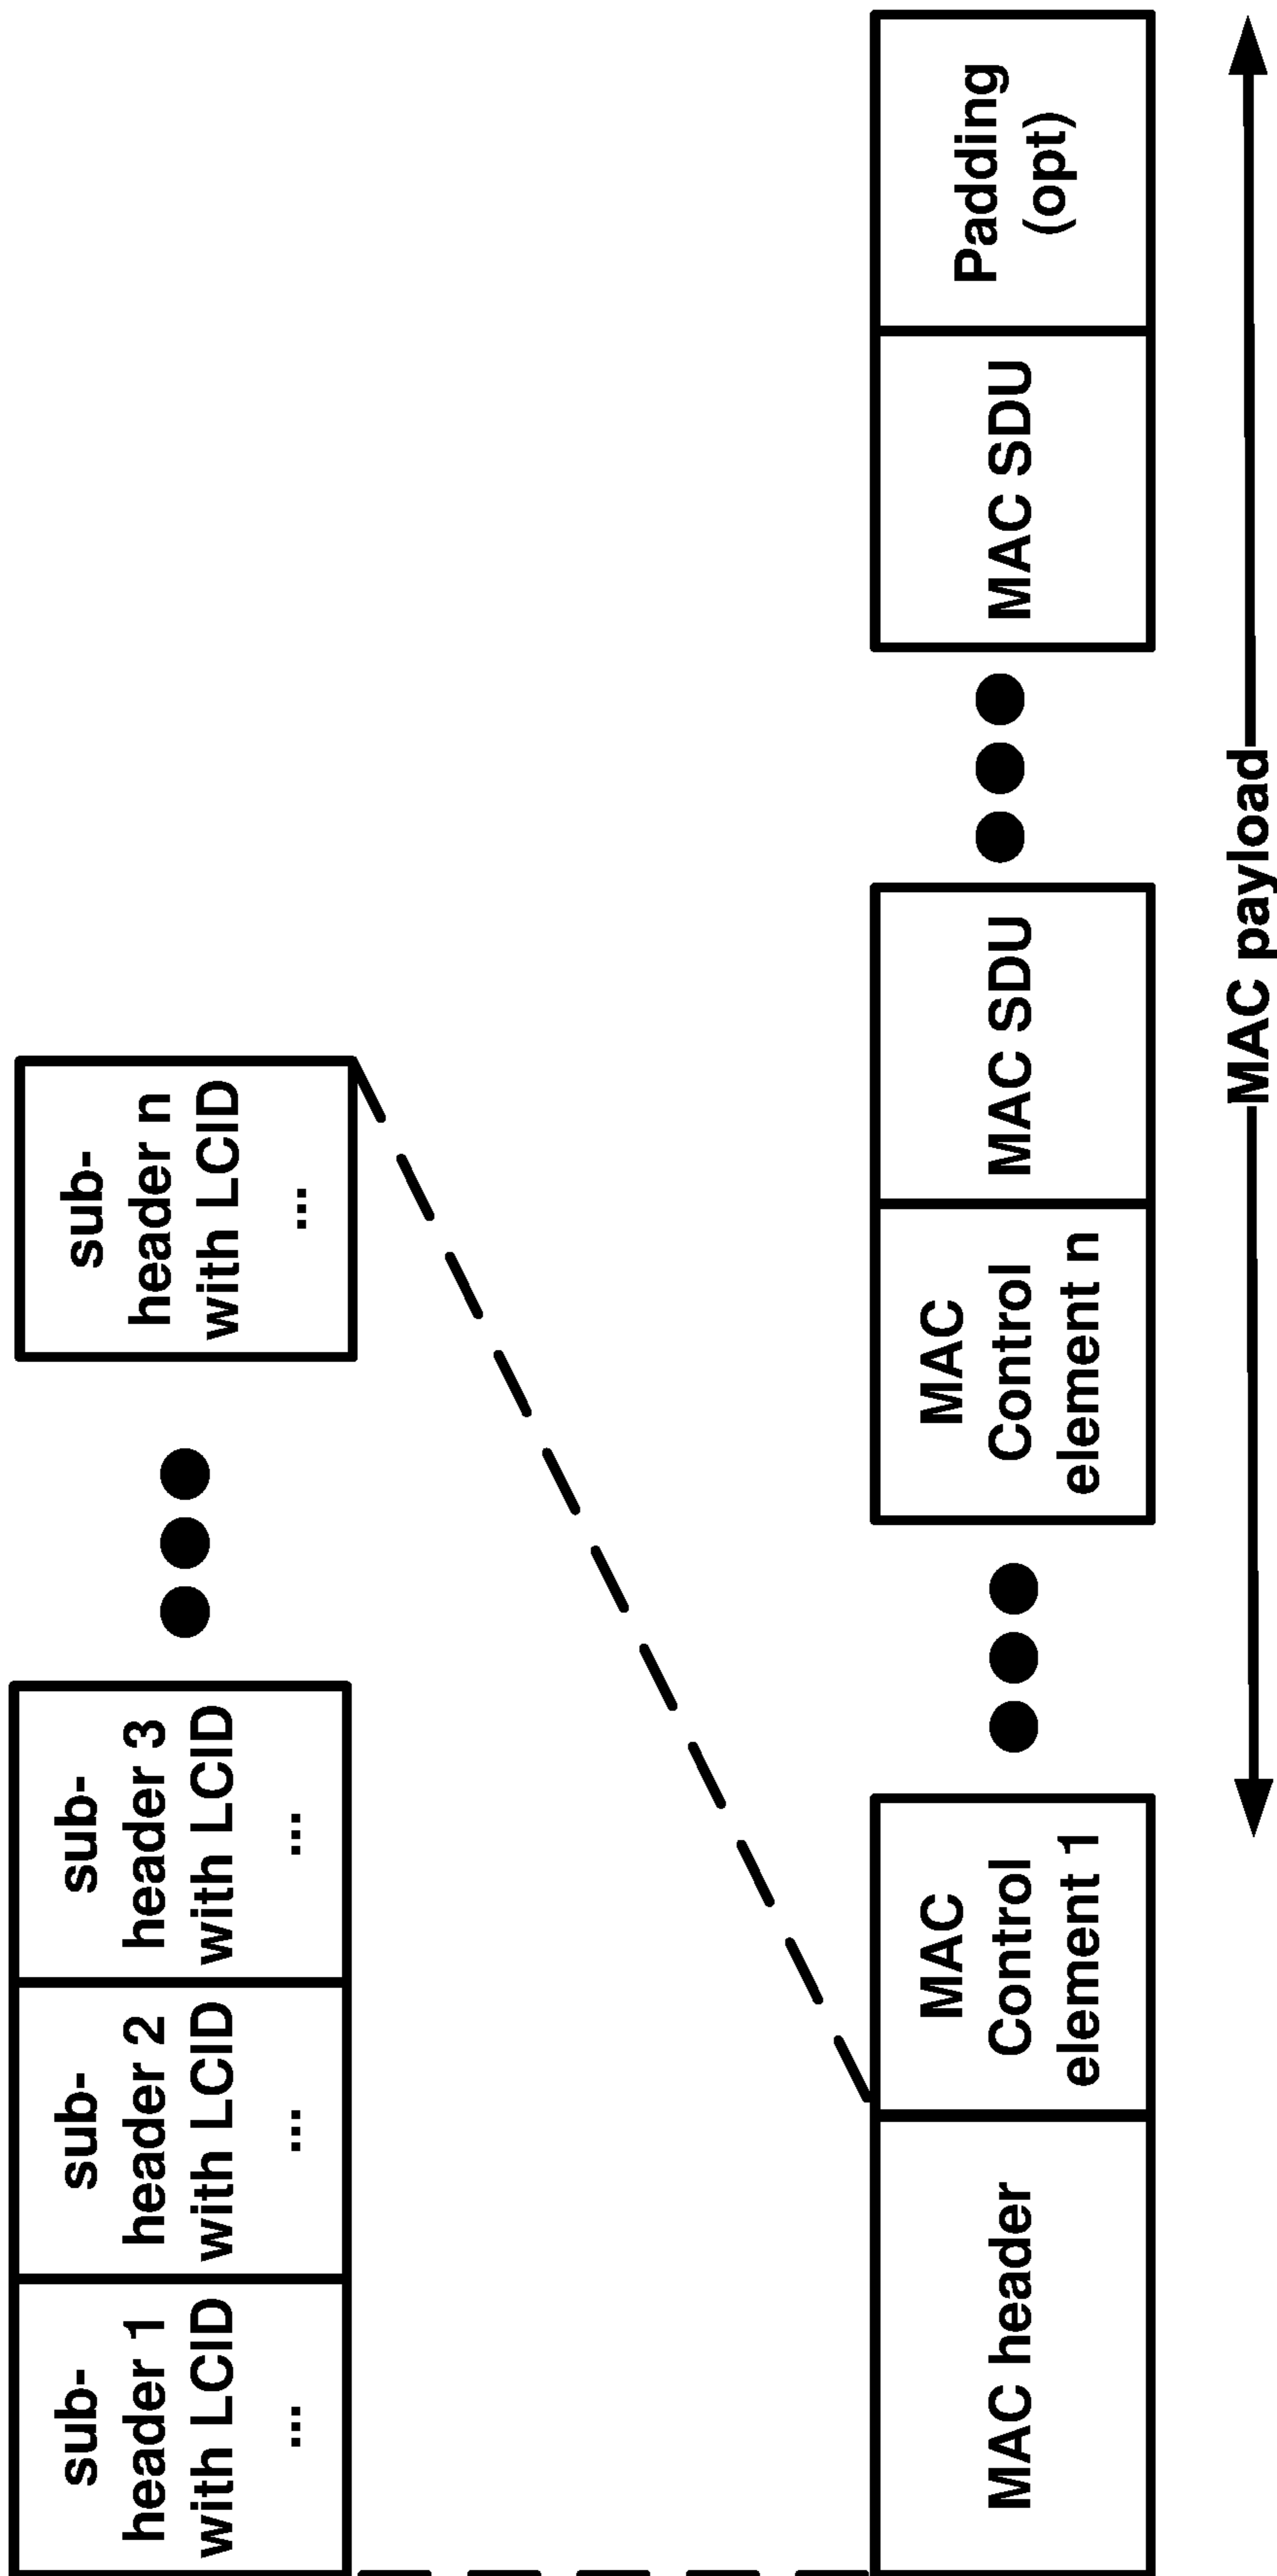 sub-
header 1
with LCID
...
sub-
header 2
with LCID
...
sub-
header 3
with LCID
...
sub-
header n
with LCID
...
MAC header
MAC
Control
element 1
MAC
Control
element n
MAC SDU
MAC SDU
Padding
(opt)
MAC payload